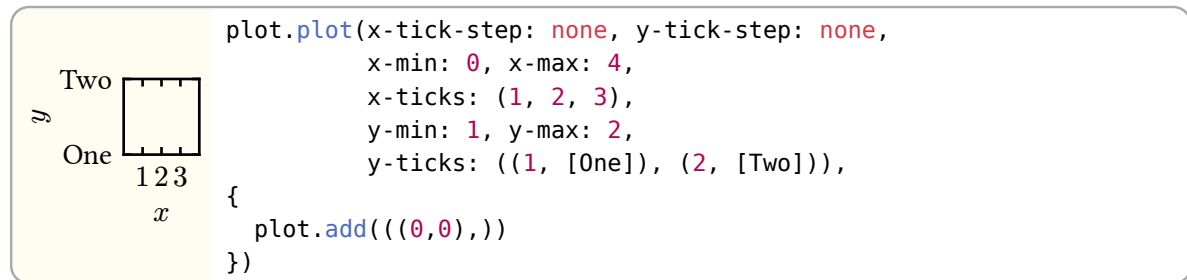 Two
y
One
1 2 3
x
plot.plot(x-tick-step: none, y-tick-step: none,
          x-min: 0, x-max: 4,
          x-ticks: (1, 2, 3),
          y-min: 1, y-max: 2,
          y-ticks: ((1, [One]), (2, [Two])),
{
  plot.add(((0,0),))
})